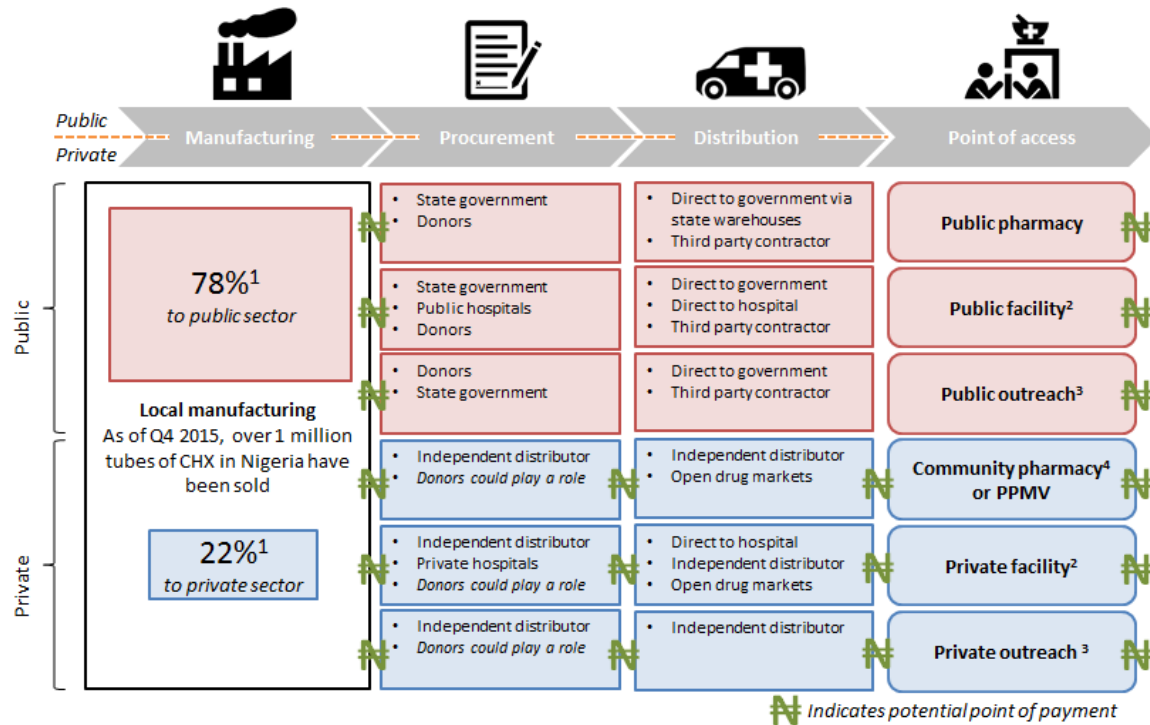 Public
Private
Manufacturing
Procurement
Distribution
Point of access
Public
78%1
to public sector
Local manufacturing
As of Q4 2015, over 1 million
tubes of CHX in Nigeria have
been sold
Private
22%1
to private sector
• State government
• Donors
• Direct to government via
state warehouses
• Third party contractor
Public pharmacy
• State government
• Public hospitals
• Donors
• Direct to government
• Direct to hospital
• Third party contractor
Public facility2
• Donors
• State government
• Direct to government
• Third party contractor
Public outreach3
• Independent distributor
• Donors could play a role
• Independent distributor
• Open drug markets
Community pharmacy4
or PPMV
• Independent distributor
• Private hospitals
• Donors could play a role
• Direct to hospital
• Independent distributor
• Open drug markets
Private facility2
• Independent distributor
• Donors could play a role
• Independent distributor
Private outreach 3
₦ Indicates potential point of payment